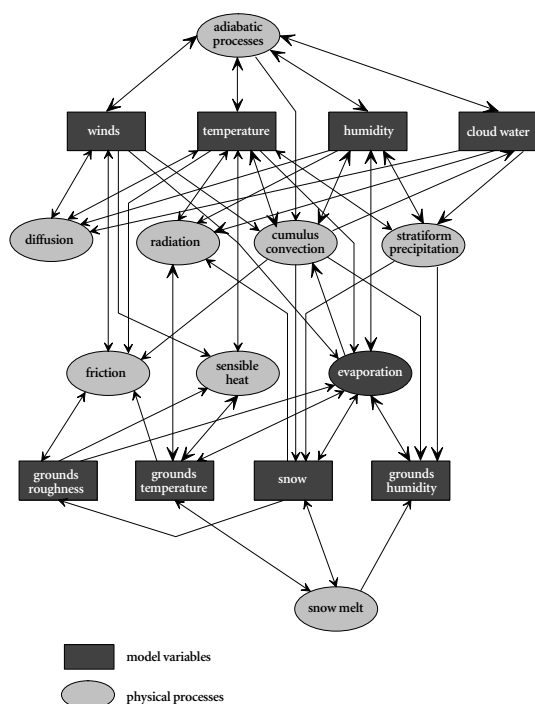 adiabatic
processes
winds
temperature
humidity
cloud water
diffusion
radiation
cumulus
convection
stratiform
precipitation
friction
sensible
heat
evaporation
grounds
roughness
grounds
temperature
snow
grounds
humidity
snow melt
model variables
physical processes